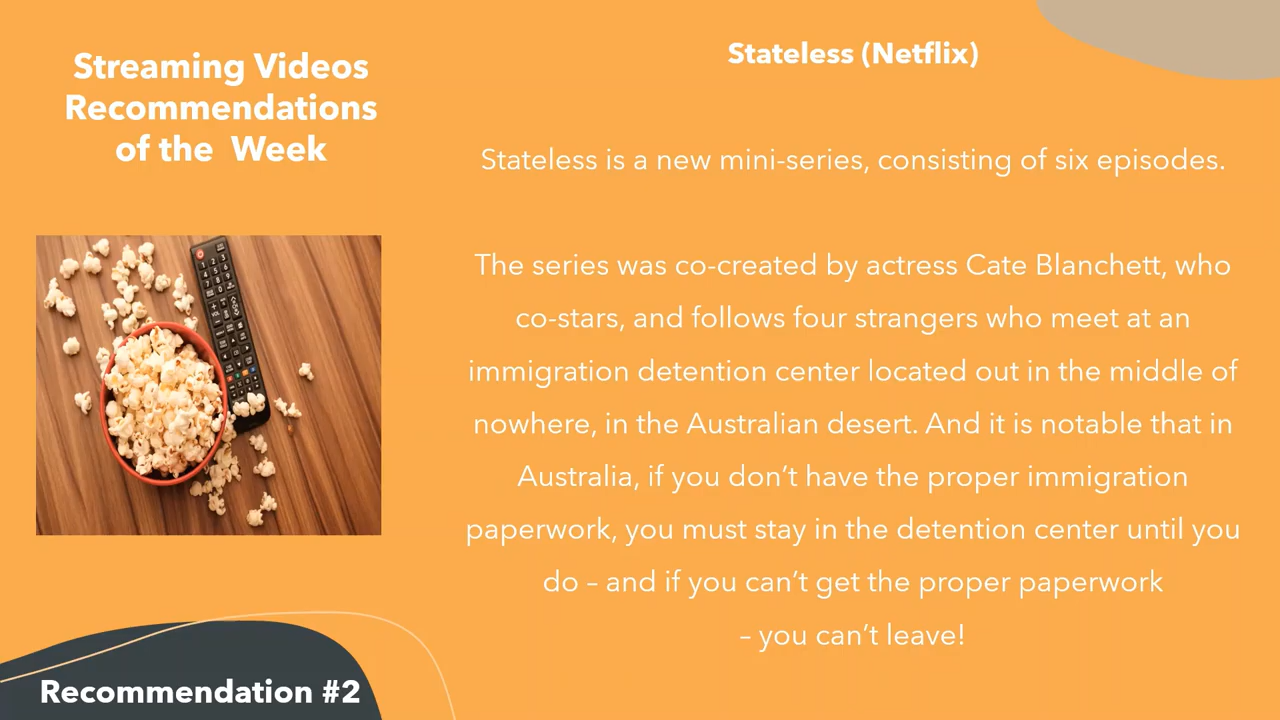 Streaming Videos
Recommendations
of the  Week
Stateless (Netflix)
Stateless is a new mini-series, consisting of six episodes.
The series was co-created by actress Cate Blanchett, who
co-stars, and follows four strangers who meet at an
immigration detention center located out in the middle of
nowhere, in the Australian desert. And it is notable that in
Australia, if you don’t have the proper immigration
paperwork, you must stay in the detention center until you
do – and if you can’t get the proper paperwork
– you can’t leave!
Recommendation #2